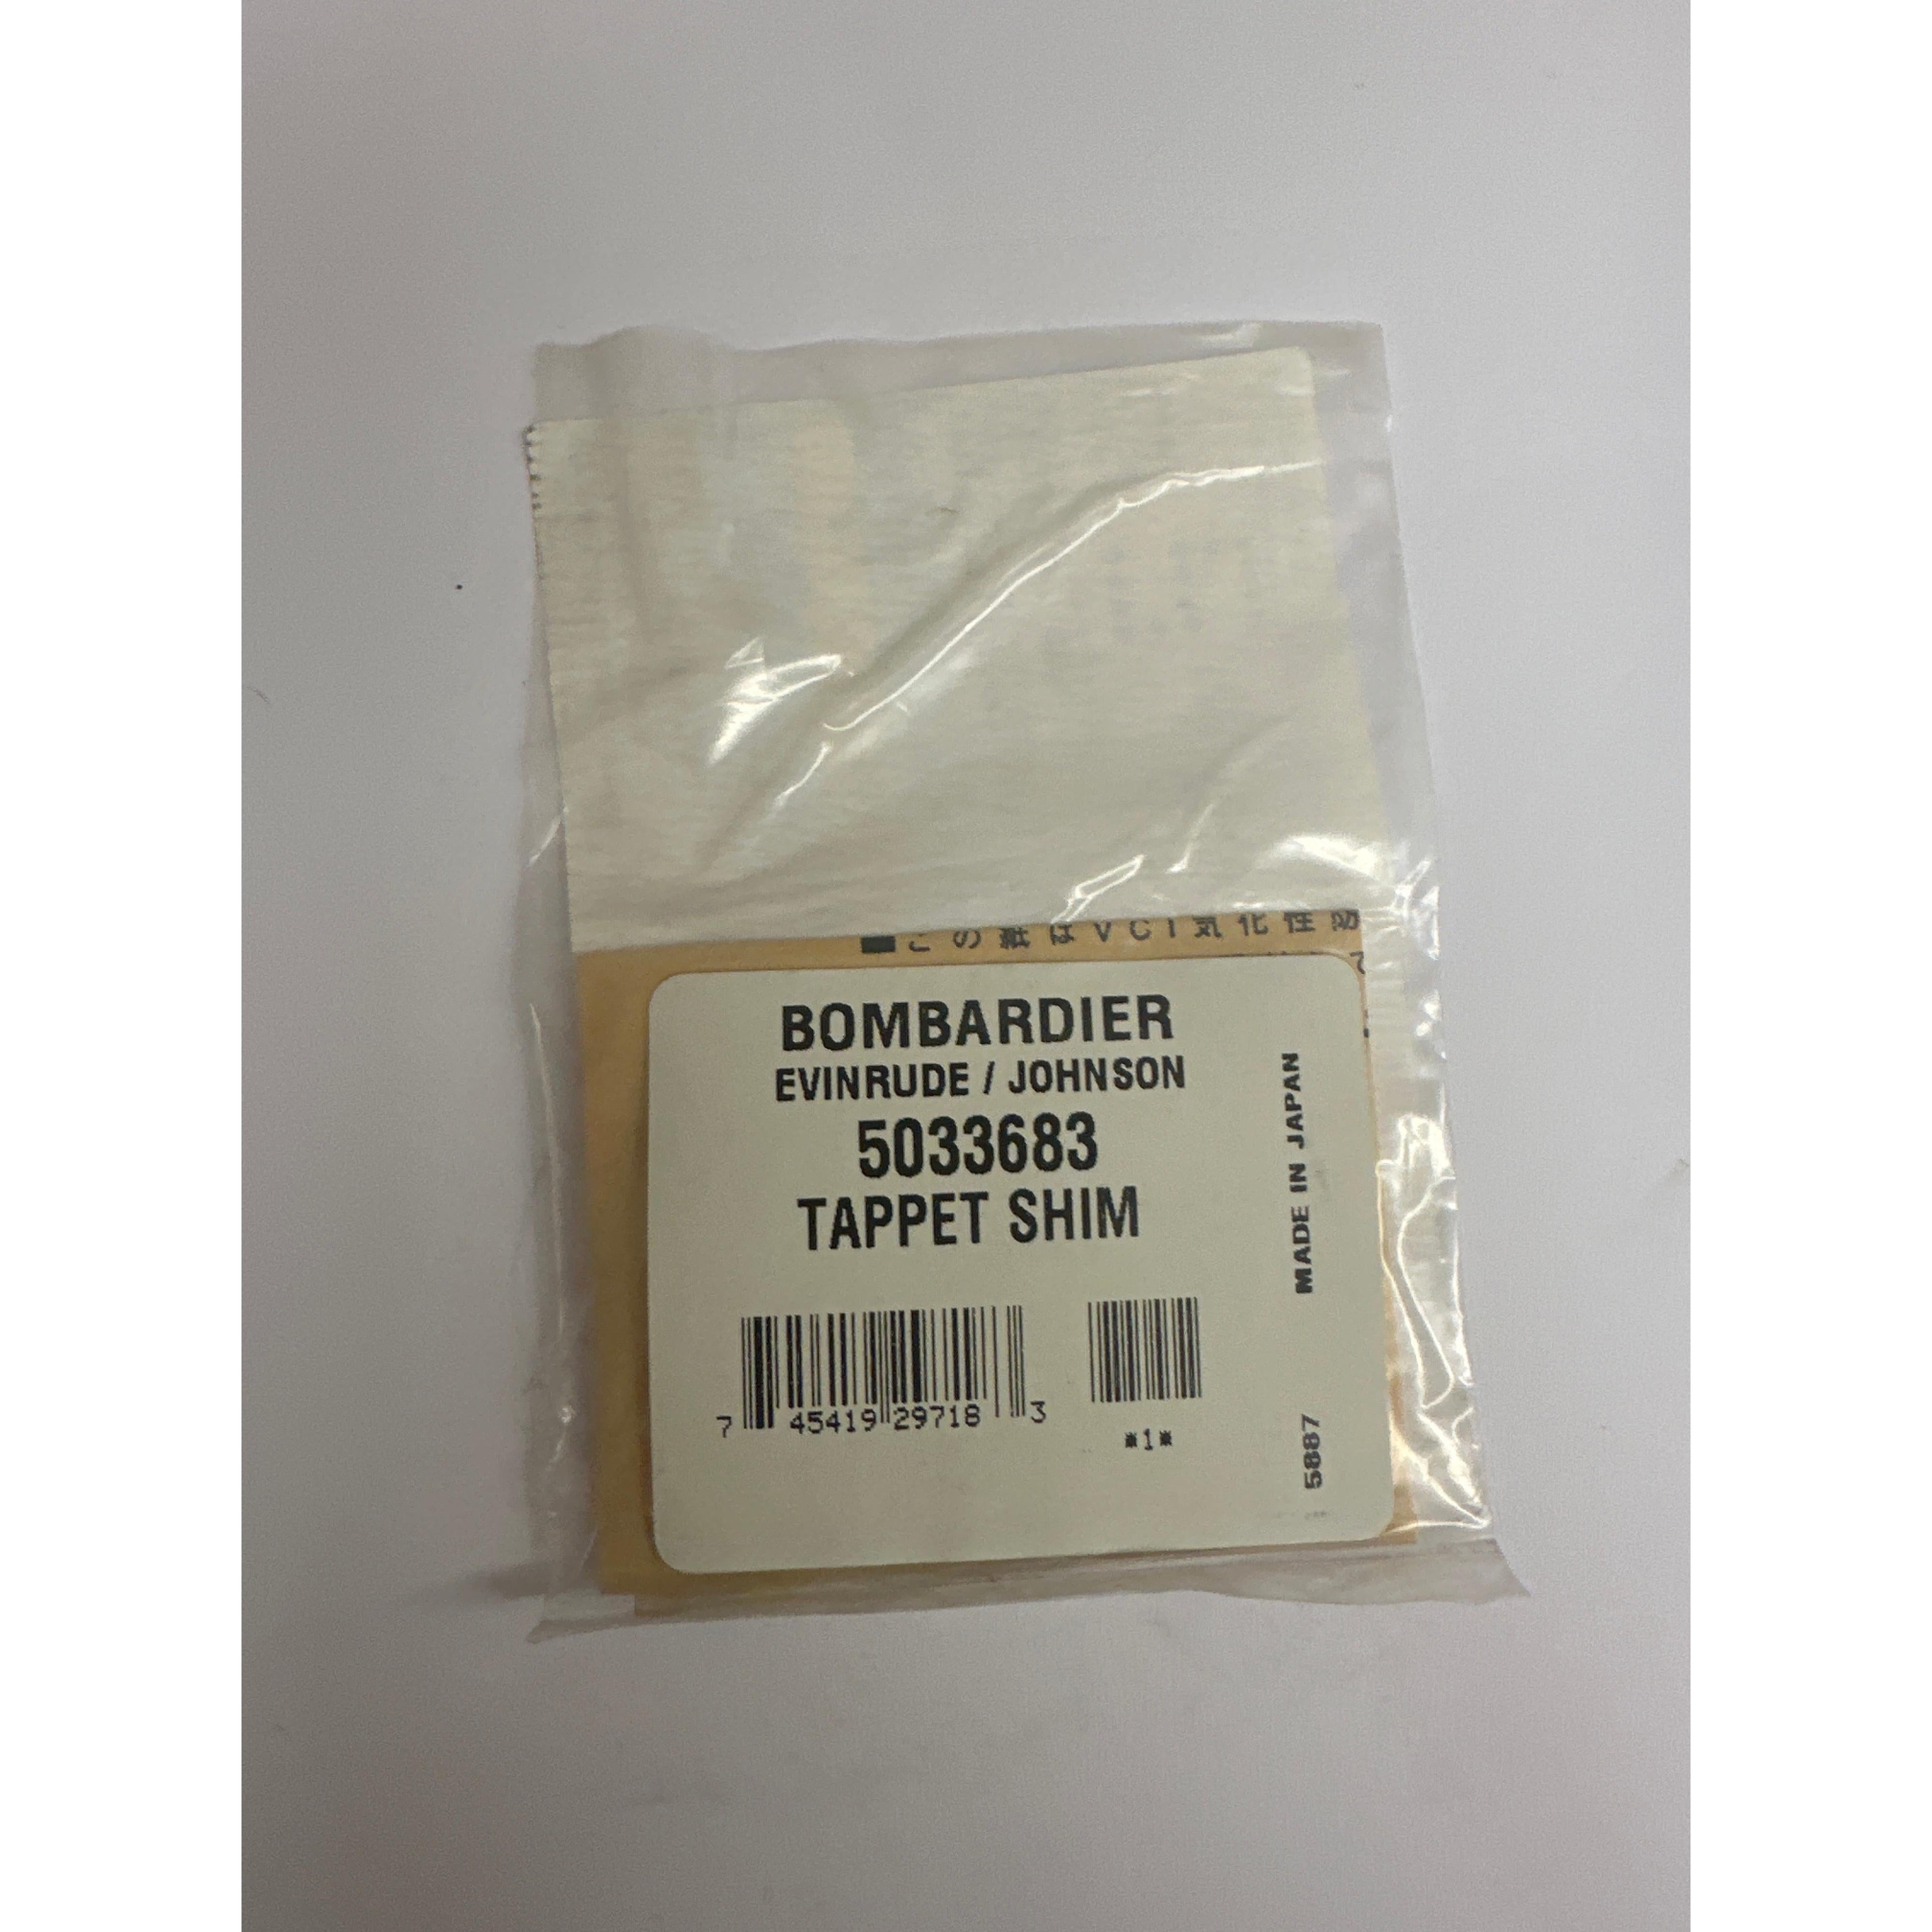 ■この紙はVCI気化性防
BOMBARDIER
EVINRUDE / JOHNSON
5033683
TAPPET SHIM
7 45419 29718 3
*1*
MADE IN JAPAN
5887